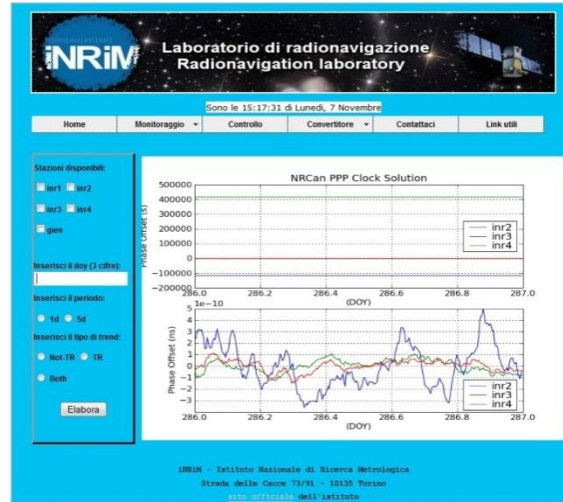 iNRiM
Laboratorio di radionavigazione
Radionavigation laboratory
Sono le 15:17:31 di Lunedi, 7 Novembre
Home Monitoraggio Controllo Convertitore Contattaci Link utili
Stazioni disponibili:
inr1 inr2
inr3 inr4
gien
Inserisci il doy (3 cifre):
Inserisci il periodo:
1d 5d
Inserisci il tipo di trend:
Not-TR TR
Both
Elabora
NRCan PPP Clock Solution
Phase Offset (s)
500000
400000
300000
200000
100000
0
−100000
−200000
inr2
inr3
inr4
286.0 286.2 286.4 286.6 286.8 287.0
(DOY)
1e−10
Phase Offset (ns)
5
4
3
2
1
0
−1
−2
−3
inr2
inr3
inr4
286.0 286.2 286.4 286.6 286.8 287.0
(DOY)
iNRiM - Istituto Nazionale di Ricerca Metrologica
Strada delle Cacce 73/91 - 10135 Torino
sito ufficiale dell'istituto